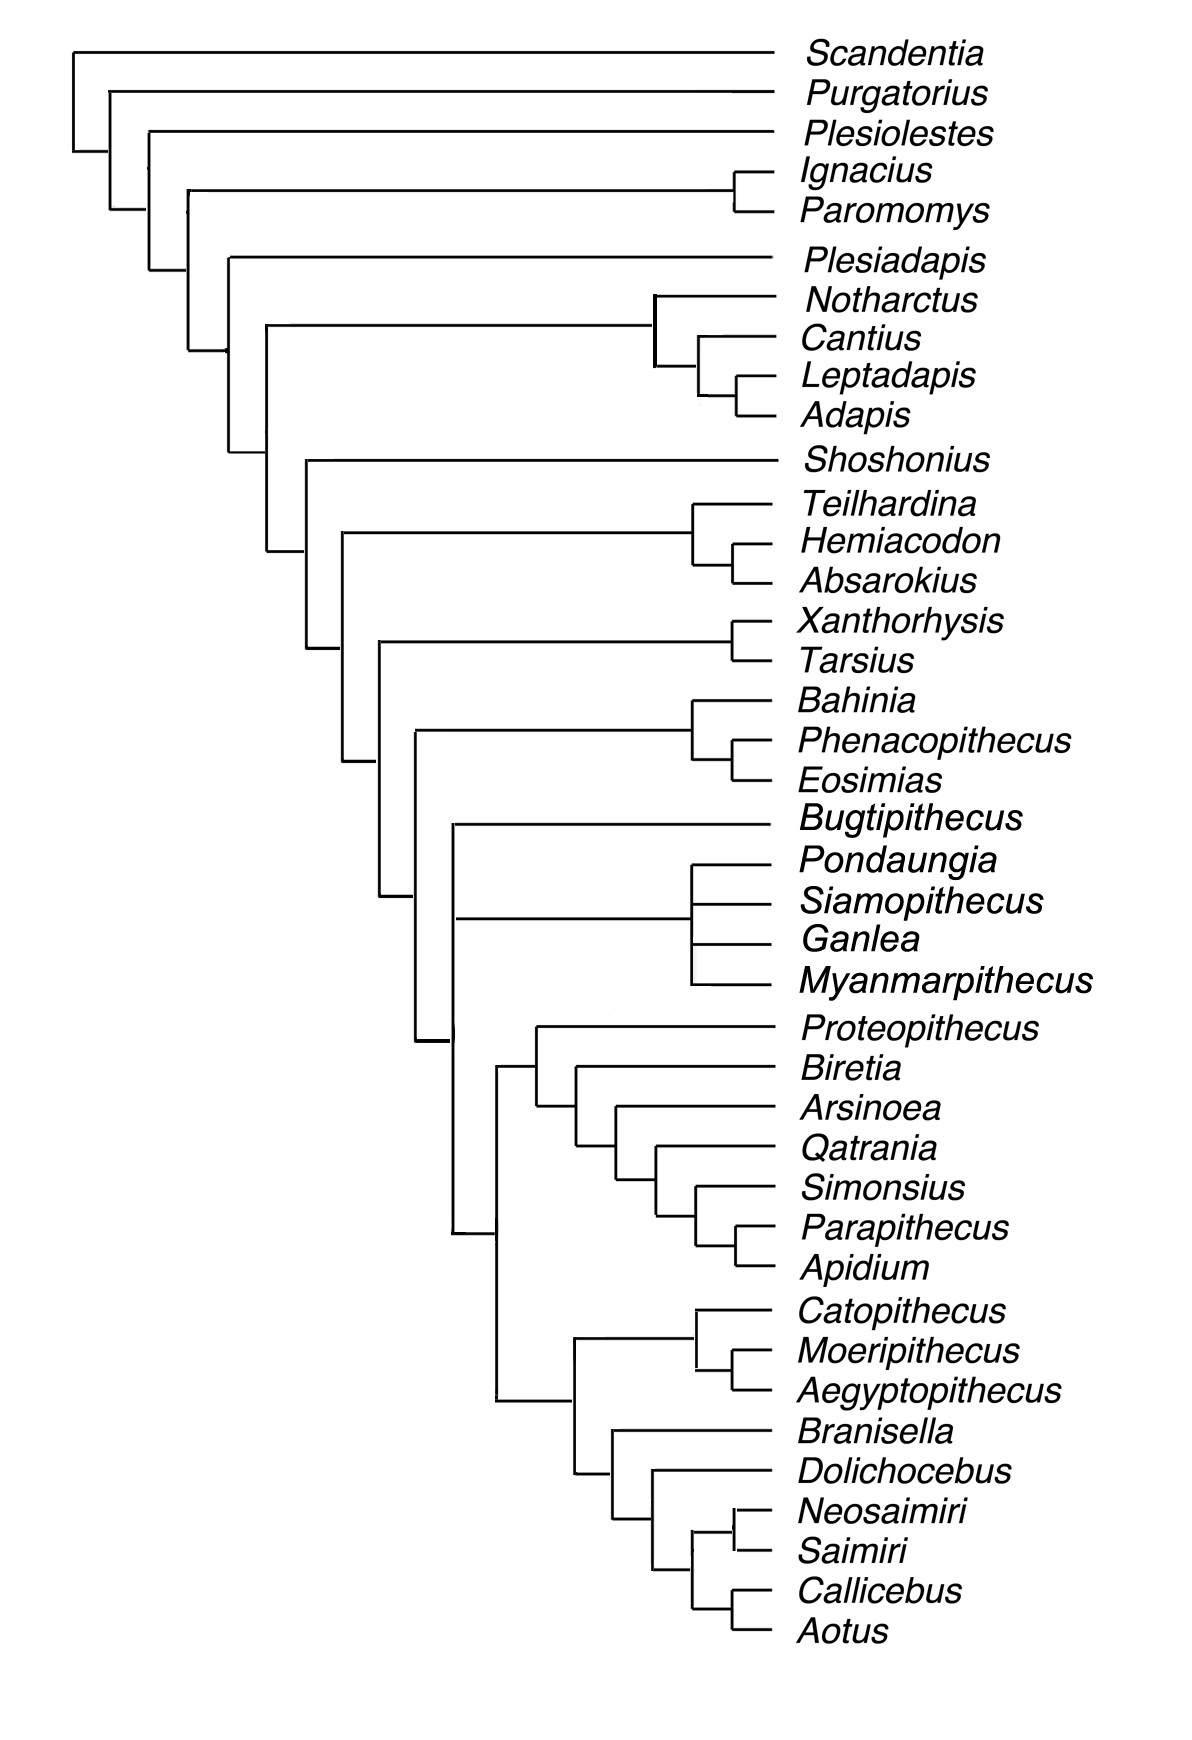 Scandentia
Purgatorius
Plesiolestes
Ignacius
Paromomys
Plesiadapis
Notharctus
Cantius
Leptadapis
Adapis
Shoshonius
Teilhardina
Hemiacodon
Absarokius
Xanthorhysis
Tarsius
Bahinia
Phenacopithecus
Eosimias
Bugtipithecus
Pondaungia
Siamopithecus
Ganlea
Myanmarpithecus
Proteopithecus
Biretia
Arsinoea
Qatrania
Simonsius
Parapithecus
Apidium
Catopithecus
Moeripithecus
Aegyptopithecus
Branisella
Dolichocebus
Neosaimiri
Saimiri
Callicebus
Aotus